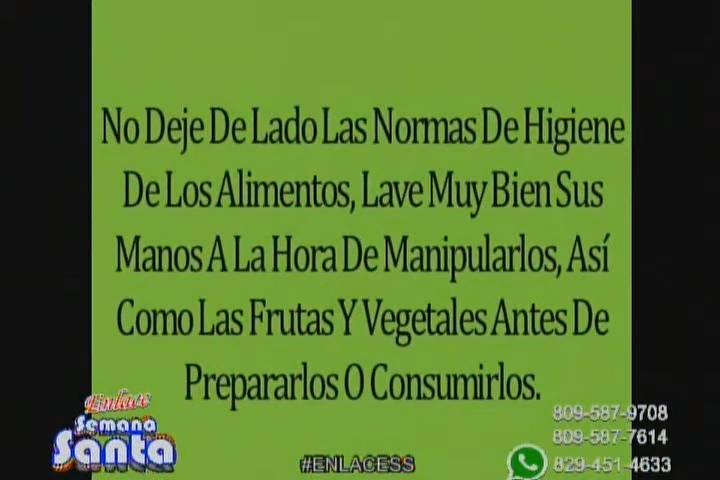 No Deje De Lado Las Normas De Higiene
De Los Alimentos, Lave Muy Bien Sus
Manos A La Hora De Manipularlos, Así
Como Las Frutas Y Vegetales Antes De
Prepararlos O Consumirlos.
Enlace
Semana
Santa
#ENLACESS
809-587-9708
809-587-7614
829-451-4633